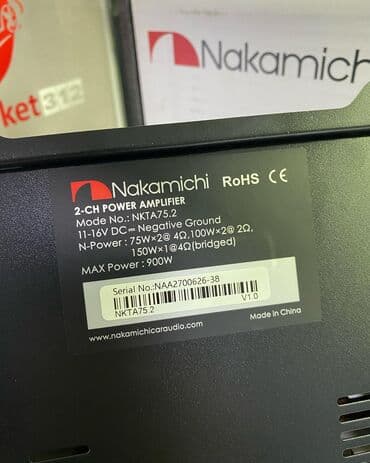 Nakamichi
ket312
Nakamichi RoHS CE
2-CH POWER AMPLIFIER
Mode No.: NKTA75.2
11-16V DC⎓ Negative Ground
N-Power : 75W×2@ 4Ω,100W×2@ 2Ω,
150W×1@4Ω(bridged)
MAX Power : 900W
Serial No.:NAA2700626-38
NKTA75.2 V1.0
www.nakamichicaraudio.com Made in China